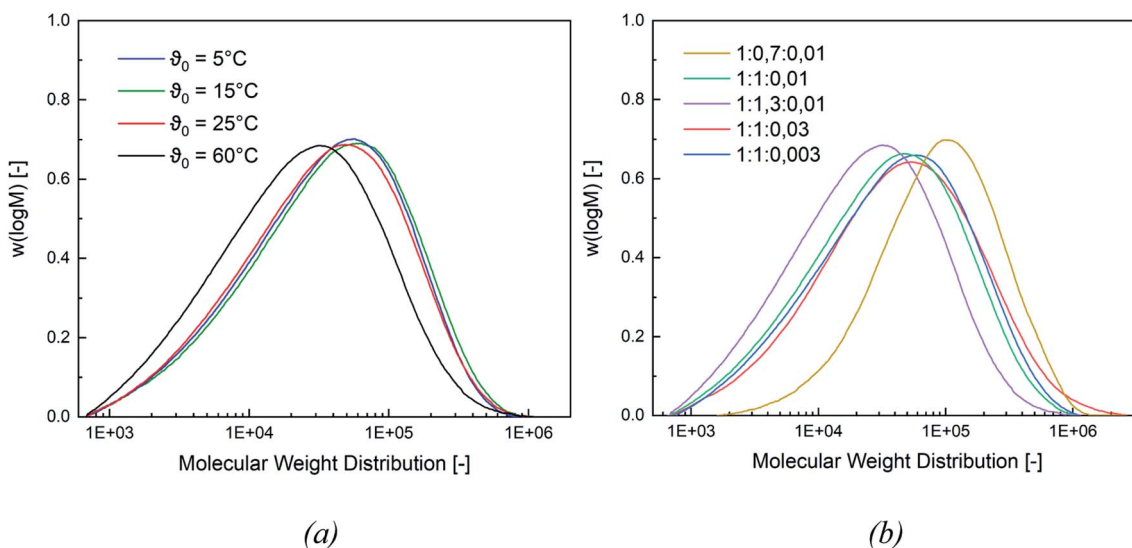 1.0
0.8
0.6
0.4
0.2
0.0
w(logM) [-]
ϑ0 = 5°C
ϑ0 = 15°C
ϑ0 = 25°C
ϑ0 = 60°C
1E+03 1E+04 1E+05 1E+06
Molecular Weight Distribution [-]
(a)
1.0
0.8
0.6
0.4
0.2
0.0
w(logM) [-]
1:0,7:0,01
1:1:0,01
1:1,3:0,01
1:1:0,03
1:1:0,003
1E+03 1E+04 1E+05 1E+06
Molecular Weight Distribution [-]
(b)